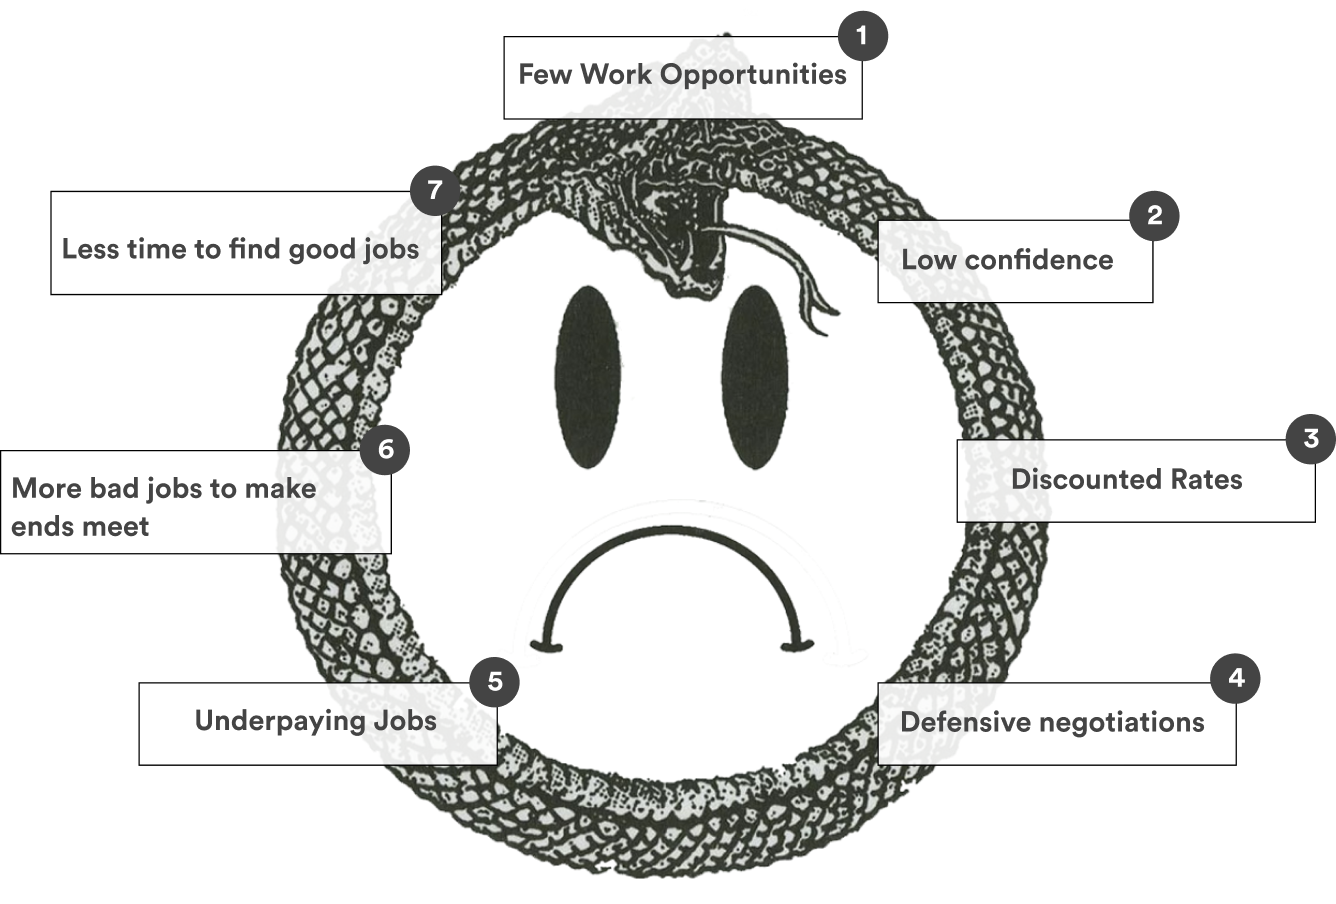 1
Few Work Opportunities
2
Low confidence
3
Discounted Rates
4
Defensive negotiations
5
Underpaying Jobs
6
More bad jobs to make
ends meet
7
Less time to find good jobs